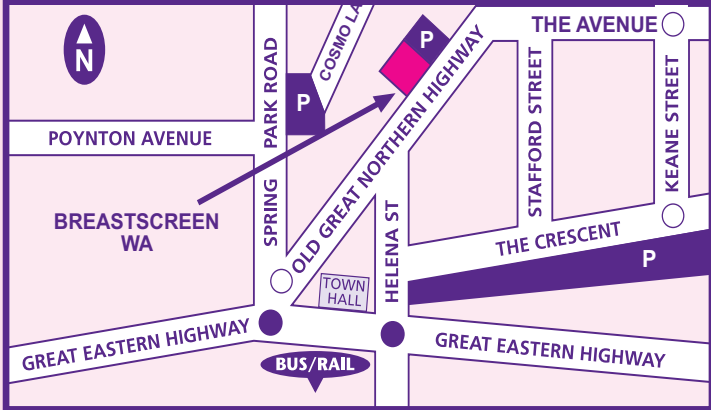 N
P
THE AVENUE
COSMO LA
P
PARK ROAD
POYNTON AVENUE
SPRING
OLD GREAT NORTHERN HIGHWAY
STAFFORD STREET
KEANE STREET
BREASTSCREEN
WA
HELENA ST
THE CRESCENT
P
TOWN
HALL
GREAT EASTERN HIGHWAY
GREAT EASTERN HIGHWAY
BUS/RAIL